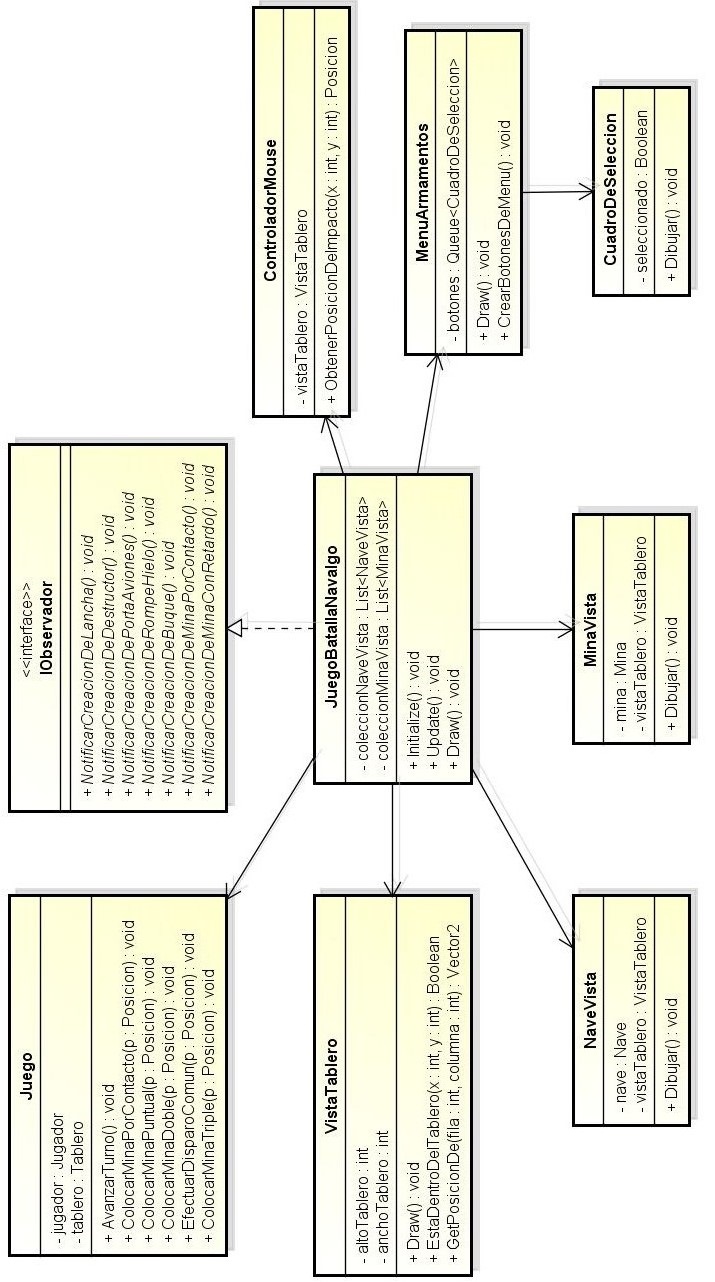 Juego
- jugador : Jugador
- tablero : Tablero
+ AvanzarTurno() : void
+ ColocarMinaPorContacto(p : Posicion) : void
+ ColocarMinaPuntual(p : Posicion) : void
+ ColocarMinaDoble(p : Posicion) : void
+ EfectuarDisparoComun(p : Posicion) : void
+ ColocarMinaTriple(p : Posicion) : void
<<interface>>
IObservador
+ NotificarCreacionDeLancha() : void
+ NotificarCreacionDeDestructor() : void
+ NotificarCreacionDePortaAviones() : void
+ NotificarCreacionDeRompeHielo() : void
+ NotificarCreacionDeBuque() : void
+ NotificarCreacionDeMinaPorContacto() : void
+ NotificarCreacionDeMinaConRetardo() : void
ControladorMouse
- vistaTablero : VistaTablero
+ ObtenerPosicionDeImpacto(x : int, y : int) : Posicion
VistaTablero
- altoTablero : int
- anchoTablero : int
+ Draw() : void
+ EstaDentroDelTablero(x : int, y : int) : Boolean
+ GetPosicionDe(fila : int, columna : int) : Vector2
JuegoBatallaNavalgo
- coleccionNaveVista : List<NaveVista>
- coleccionMinaVista : List<MinaVista>
+ Initialize() : void
+ Update() : void
+ Draw() : void
MenuArmamentos
- botones : Queue<CuadroDeSeleccion>
+ Draw() : void
+ CrearBotonesDeMenu() : void
NaveVista
- nave : Nave
- vistaTablero : VistaTablero
+ Dibujar() : void
MinaVista
- mina : Mina
- vistaTablero : VistaTablero
+ Dibujar() : void
CuadroDeSeleccion
- seleccionado : Boolean
+ Dibujar() : void